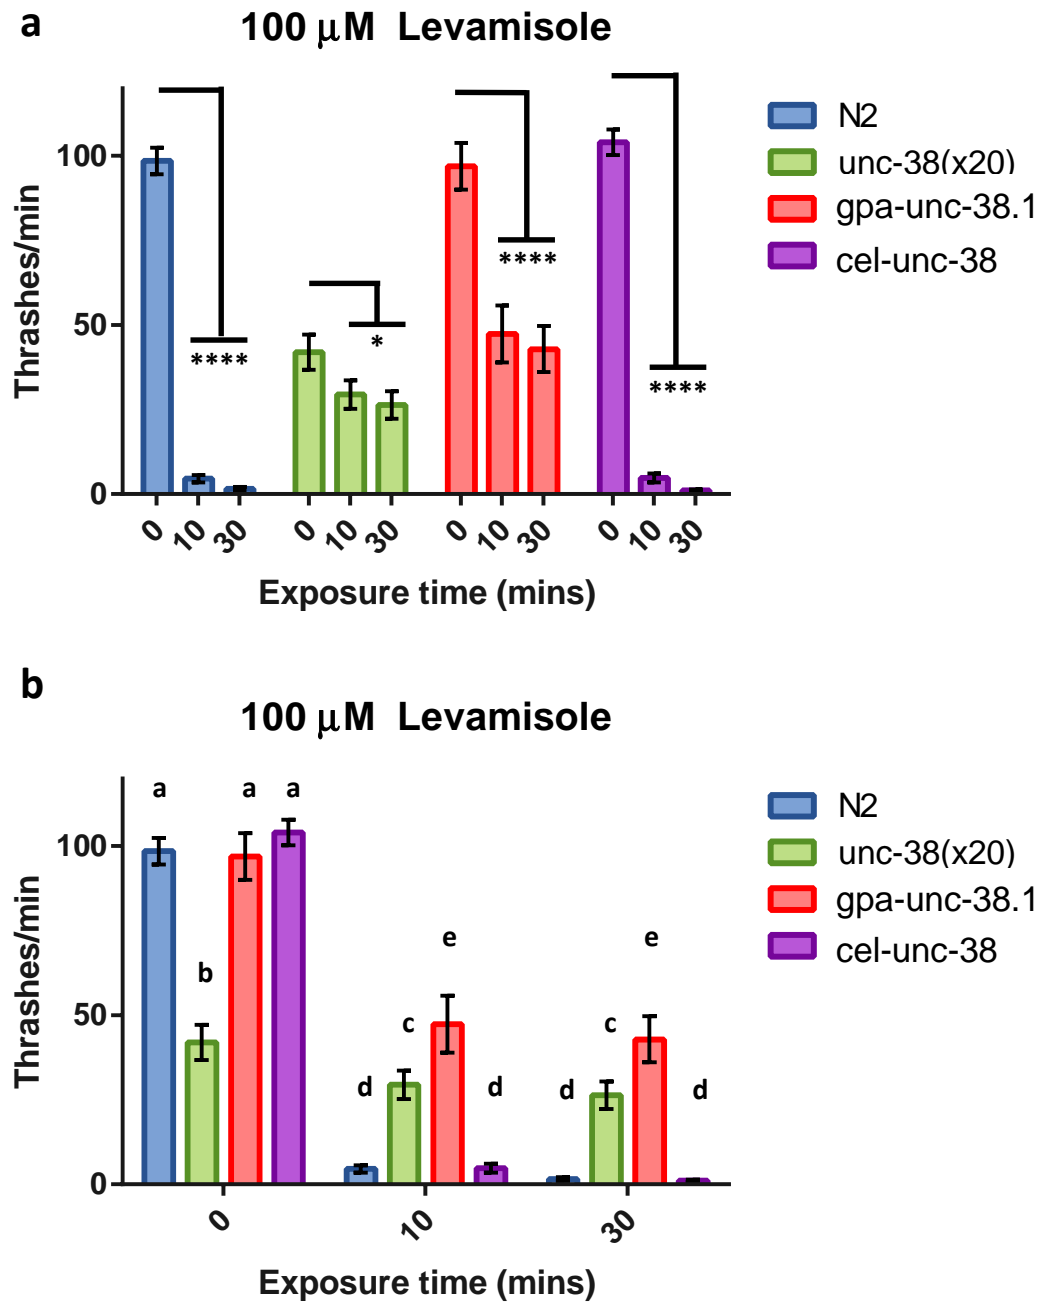 a
100 μM Levamisole
Thrashes/min
100
50
0
****
*
****
****
0 10 30 0 10 30 0 10 30 0 10 30
Exposure time (mins)
N2
unc-38(x20)
gpa-unc-38.1
cel-unc-38
b
100 μM Levamisole
Thrashes/min
100
50
0
a b a a
d c e d
d c e d
0 10 30
Exposure time (mins)
N2
unc-38(x20)
gpa-unc-38.1
cel-unc-38